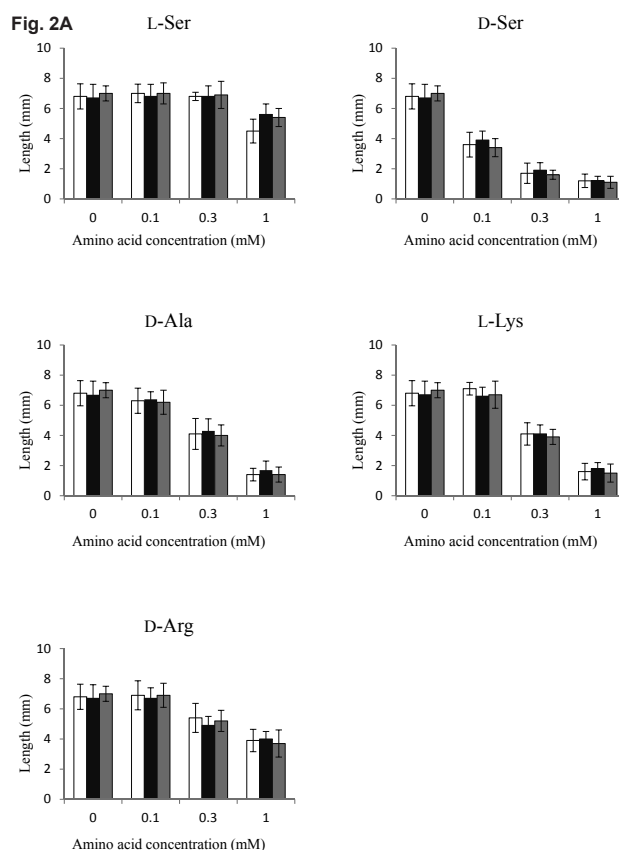 Fig. 2A
L-Ser
Length (mm)
10
8
6
4
2
0
0 0.1 0.3 1
Amino acid concentration (mM)
D-Ser
Length (mm)
10
8
6
4
2
0
0 0.1 0.3 1
Amino acid concentration (mM)
D-Ala
Length (mm)
10
8
6
4
2
0
0 0.1 0.3 1
Amino acid concentration (mM)
L-Lys
Length (mm)
10
8
6
4
2
0
0 0.1 0.3 1
Amino acid concentration (mM)
D-Arg
Length (mm)
10
8
6
4
2
0
0 0.1 0.3 1
Amino acid concentration (mM)